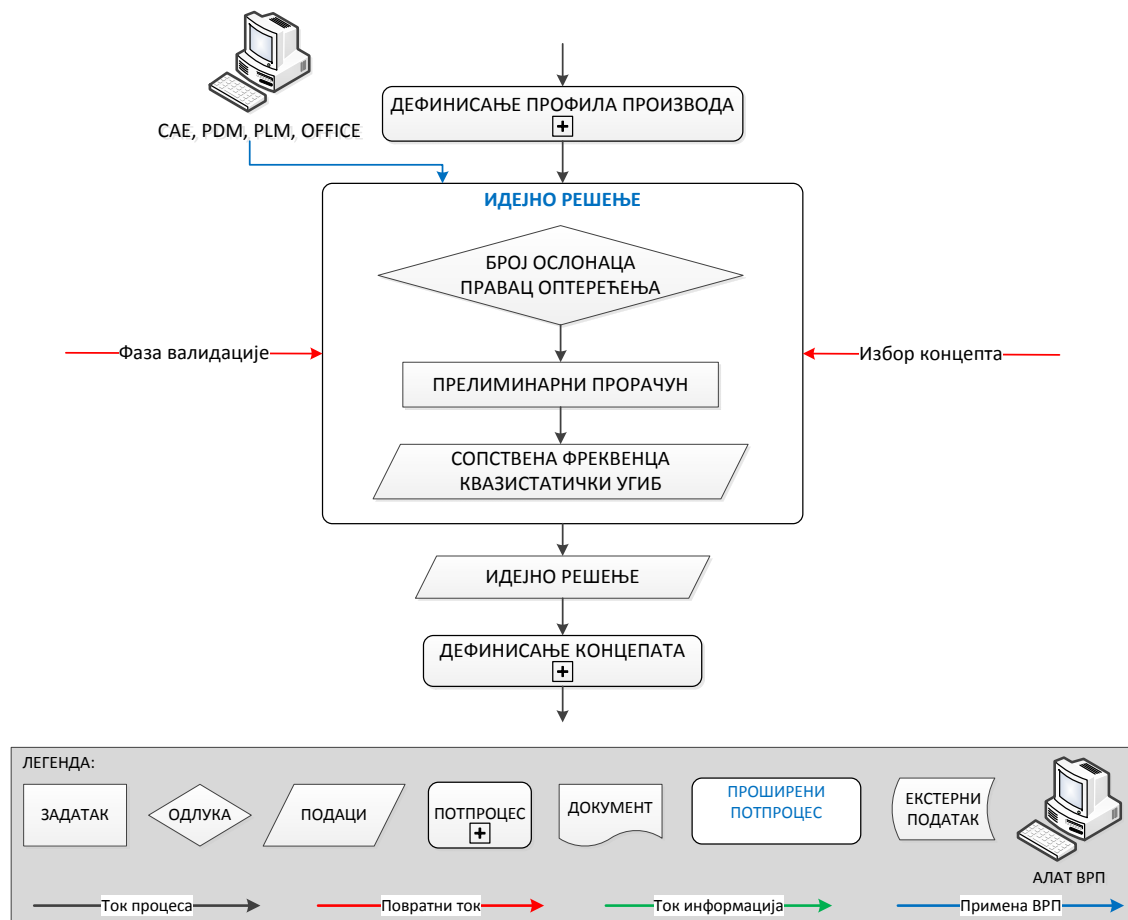 ДЕФИНИСАЊЕ ПРОФИЛА ПРОИЗВОДА
CAE, PDM, PLM, OFFICE
ИДЕЈНО РЕШЕЊЕ
БРОЈ ОСЛОНАЦА
ПРАВАЦ ОПТЕРЕЋЕЊА
Фаза валидације
Избор концепта
ПРЕЛИМИНАРНИ ПРОРАЧУН
СОПСТВЕНА ФРЕКВЕНЦА
КВАЗИСТАТИЧКИ УГИБ
ИДЕЈНО РЕШЕЊЕ
ДЕФИНИСАЊЕ КОНЦЕПАТА
ЛЕГЕНДА:
ЗАДАТАК
ОДЛУКА
ПОДАЦИ
ПОТПРОЦЕС
ДОКУМЕНТ
ПРОШИРЕНИ
ПОТПРОЦЕС
ЕКСТЕРНИ
ПОДАТАК
АЛАТ ВРП
Ток процеса
Повратни ток
Ток информација
Примена ВРП